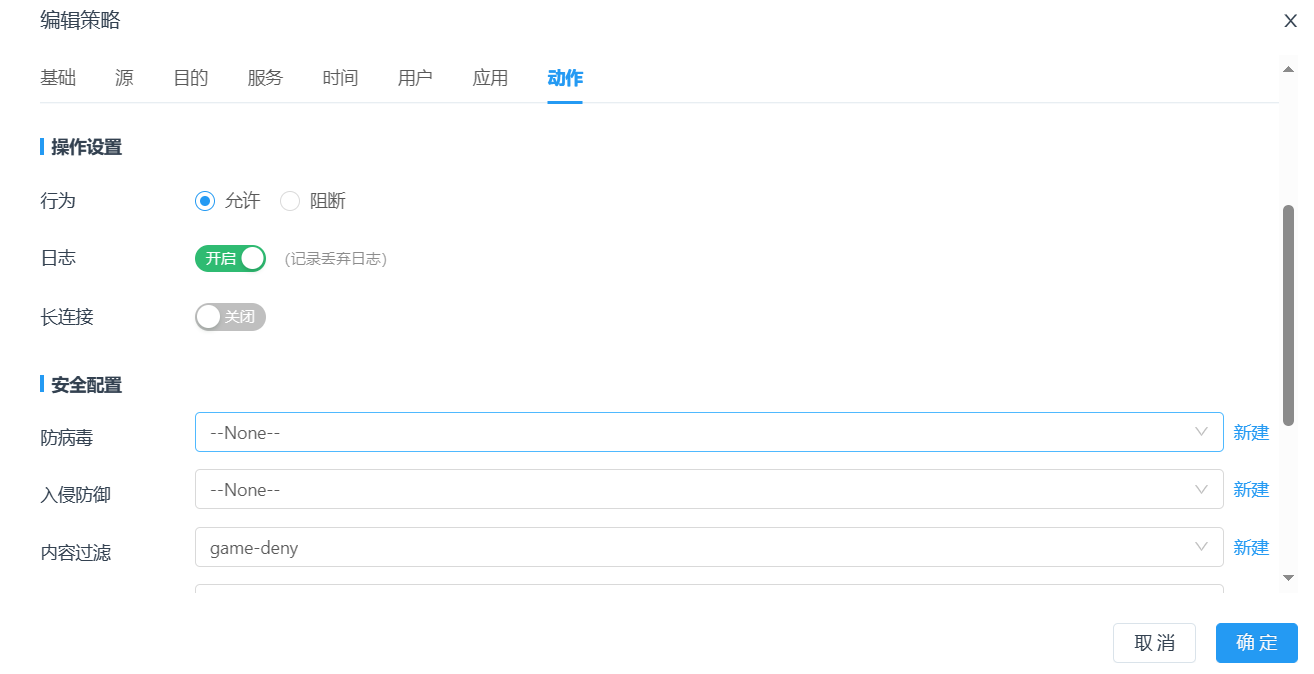 编辑策略
X
基础 源 目的 服务 时间 用户 应用 动作
操作设置
行为 允许 阻断
日志 开启 (记录丢弃日志)
长连接 关闭
安全配置
防病毒 --None-- 新建
入侵防御 --None-- 新建
内容过滤 game-deny 新建
取消 确定